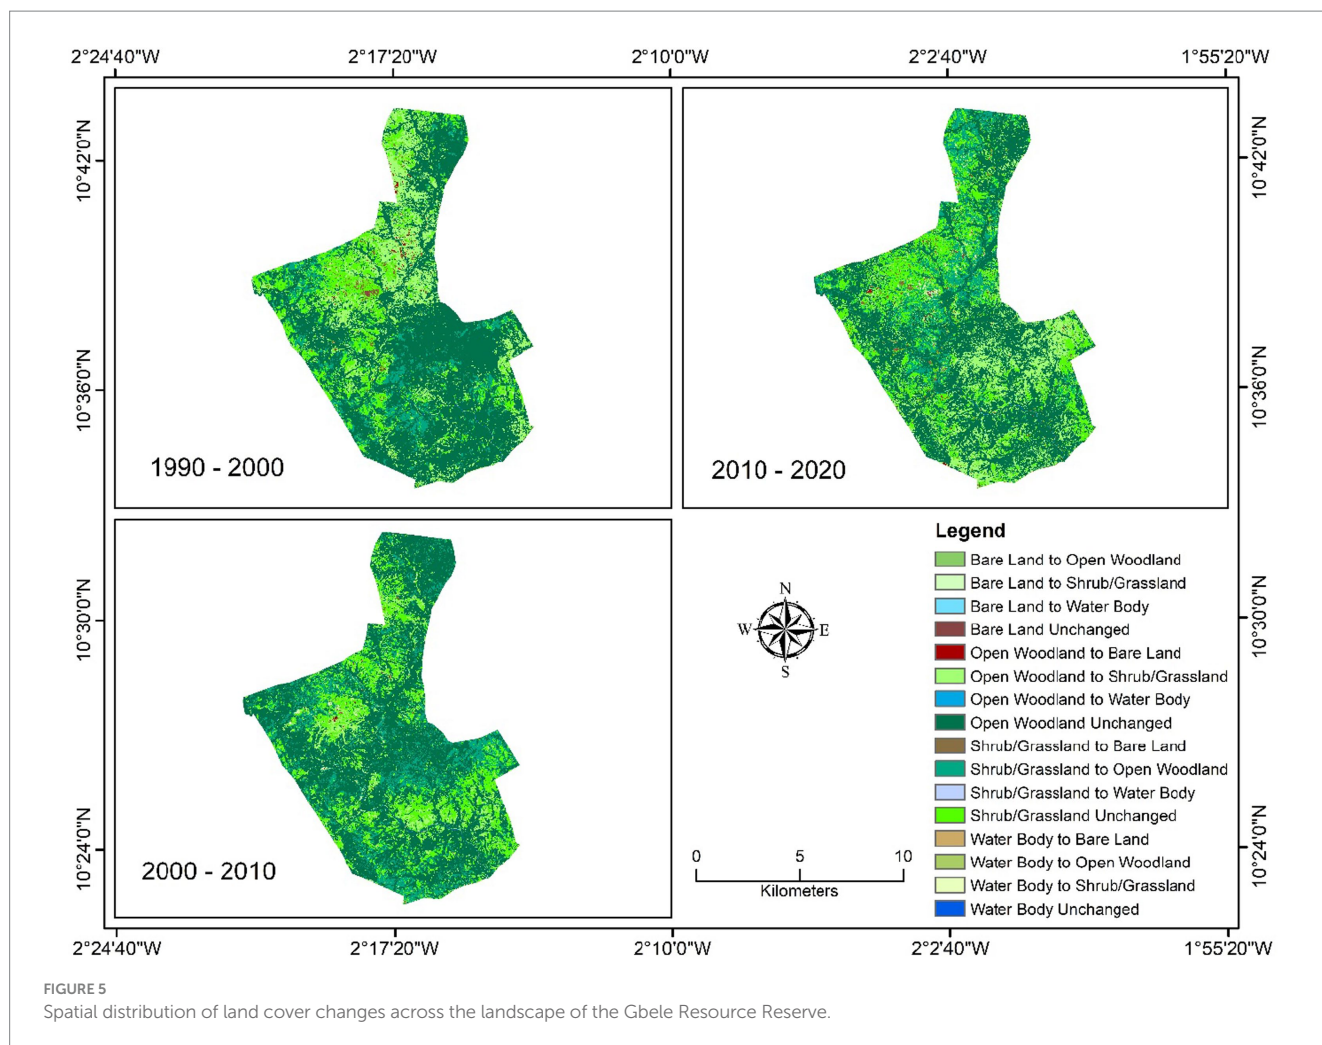 2°24'40"W 2°17'20"W 2°10'0"W 2°2'40"W 1°55'20"W
10°42'0"N
10°42'0"N
10°36'0"N
10°36'0"N
1990 - 2000
2010 - 2020
10°30'0"N
10°30'0"N
10°24'0"N
10°24'0"N
2000 - 2010
N
W E
S
0 5 10
Kilometers
Legend
Bare Land to Open Woodland
Bare Land to Shrub/Grassland
Bare Land to Water Body
Bare Land Unchanged
Open Woodland to Bare Land
Open Woodland to Shrub/Grassland
Open Woodland to Water Body
Open Woodland Unchanged
Shrub/Grassland to Bare Land
Shrub/Grassland to Open Woodland
Shrub/Grassland to Water Body
Shrub/Grassland Unchanged
Water Body to Bare Land
Water Body to Open Woodland
Water Body to Shrub/Grassland
Water Body Unchanged
2°24'40"W 2°17'20"W 2°10'0"W 2°2'40"W 1°55'20"W
FIGURE 5
Spatial distribution of land cover changes across the landscape of the Gbele Resource Reserve.